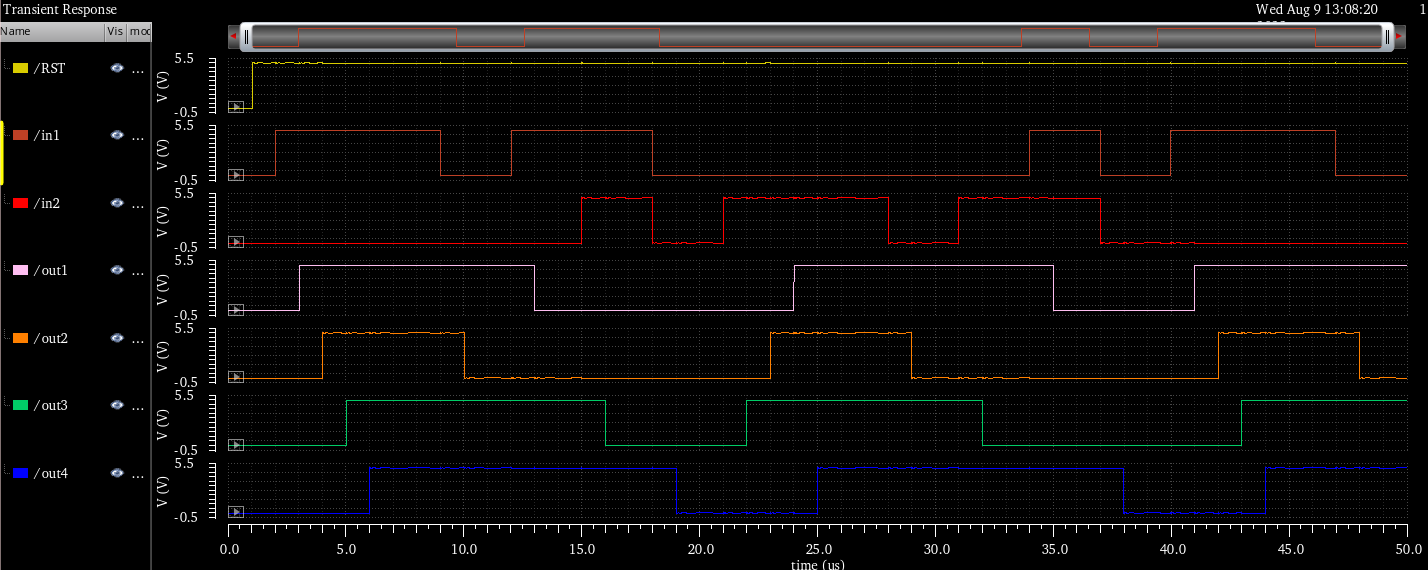 Transient Response
Wed Aug 9 13:08:20 1
Name Vis
/RST ...
/in1 ...
/in2 ...
/out1 ...
/out2 ...
/out3 ...
/out4 ...
5.5
V (V)
-0.5
5.5
V (V)
-0.5
5.5
V (V)
-0.5
5.5
V (V)
-0.5
5.5
V (V)
-0.5
5.5
V (V)
-0.5
5.5
V (V)
-0.5
0.0 5.0 10.0 15.0 20.0 25.0 30.0 35.0 40.0 45.0 50.0
time (us)